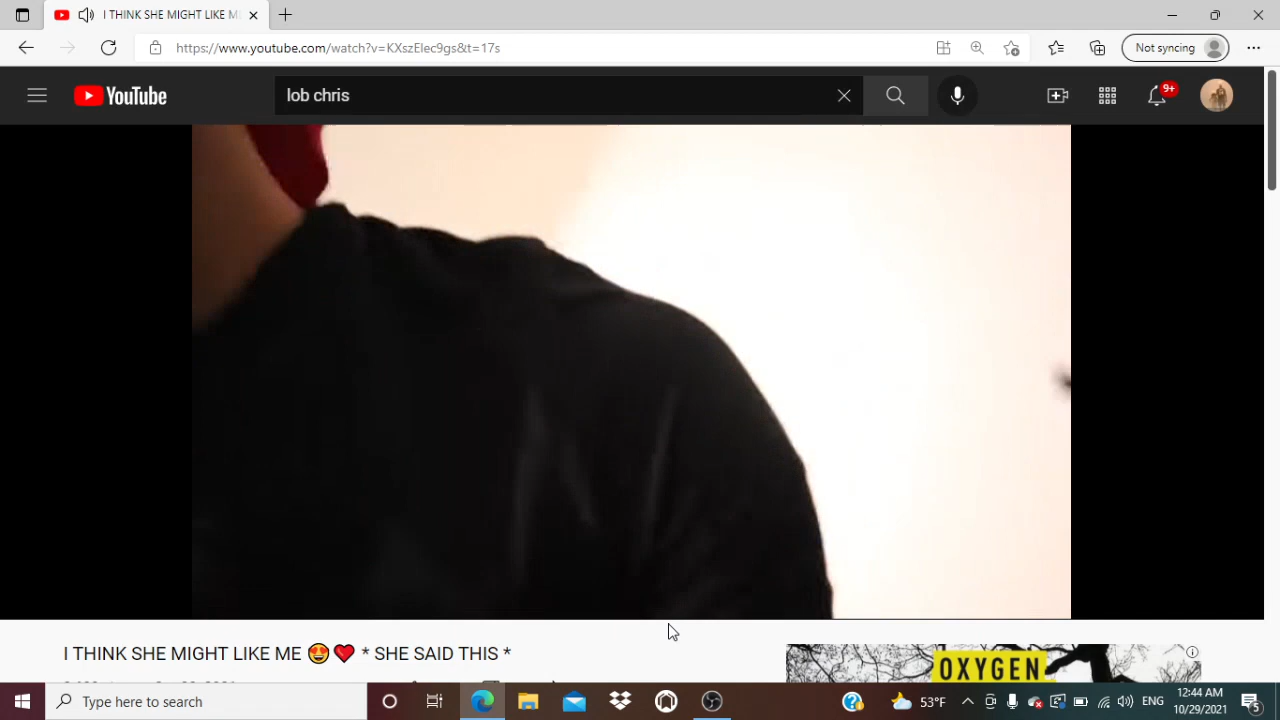 I THINK SHE MIGHT LIKE M
https://www.youtube.com/watch?v=KXszElec9gs&t=17s
Not syncing
YouTube
lob chris
9+
I THINK SHE MIGHT LIKE ME 😍❤ * SHE SAID THIS *
OXYGEN
Type here to search
53°F
ENG
12:44 AM
10/29/2021
5